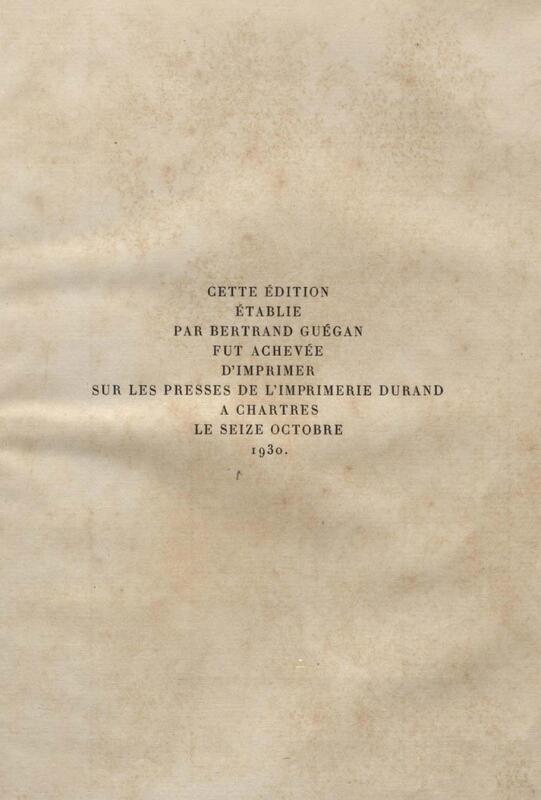 CETTE ÉDITION
ÉTABLIE
PAR BERTRAND GUÉGAN
FUT ACHEVÉE
D'IMPRIMER
SUR LES PRESSES DE L'IMPRIMERIE DURAND
A CHARTRES
LE SEIZE OCTOBRE
1930.